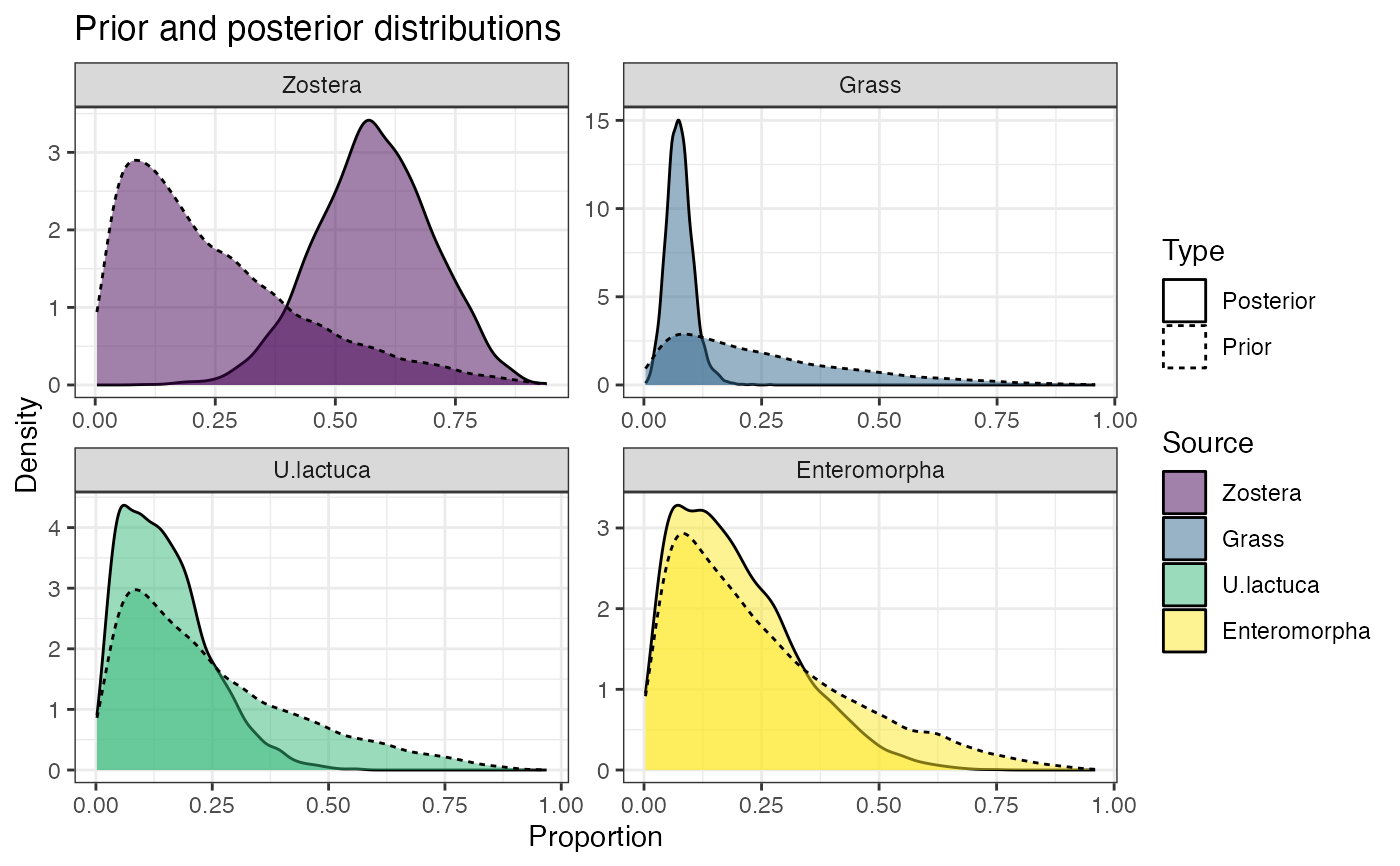 Prior and posterior distributions
Zostera
Grass
3
2
1
0
0.00 0.25 0.50 0.75
15
10
5
0
0.00 0.25 0.50 0.75 1.00
U.lactuca
Enteromorpha
4
3
2
1
0
0.00 0.25 0.50 0.75 1.00
3
2
1
0
0.00 0.25 0.50 0.75 1.00
Density
Proportion
Type
Posterior
Prior
Source
Zostera
Grass
U.lactuca
Enteromorpha